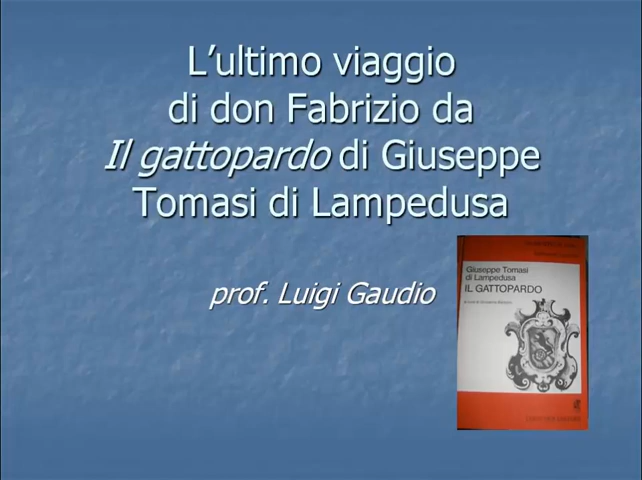 L’ultimo viaggio
di don Fabrizio da
Il gattopardo di Giuseppe
Tomasi di Lampedusa
prof. Luigi Gaudio
Giuseppe Tomasi
di Lampedusa
IL GATTOPARDO